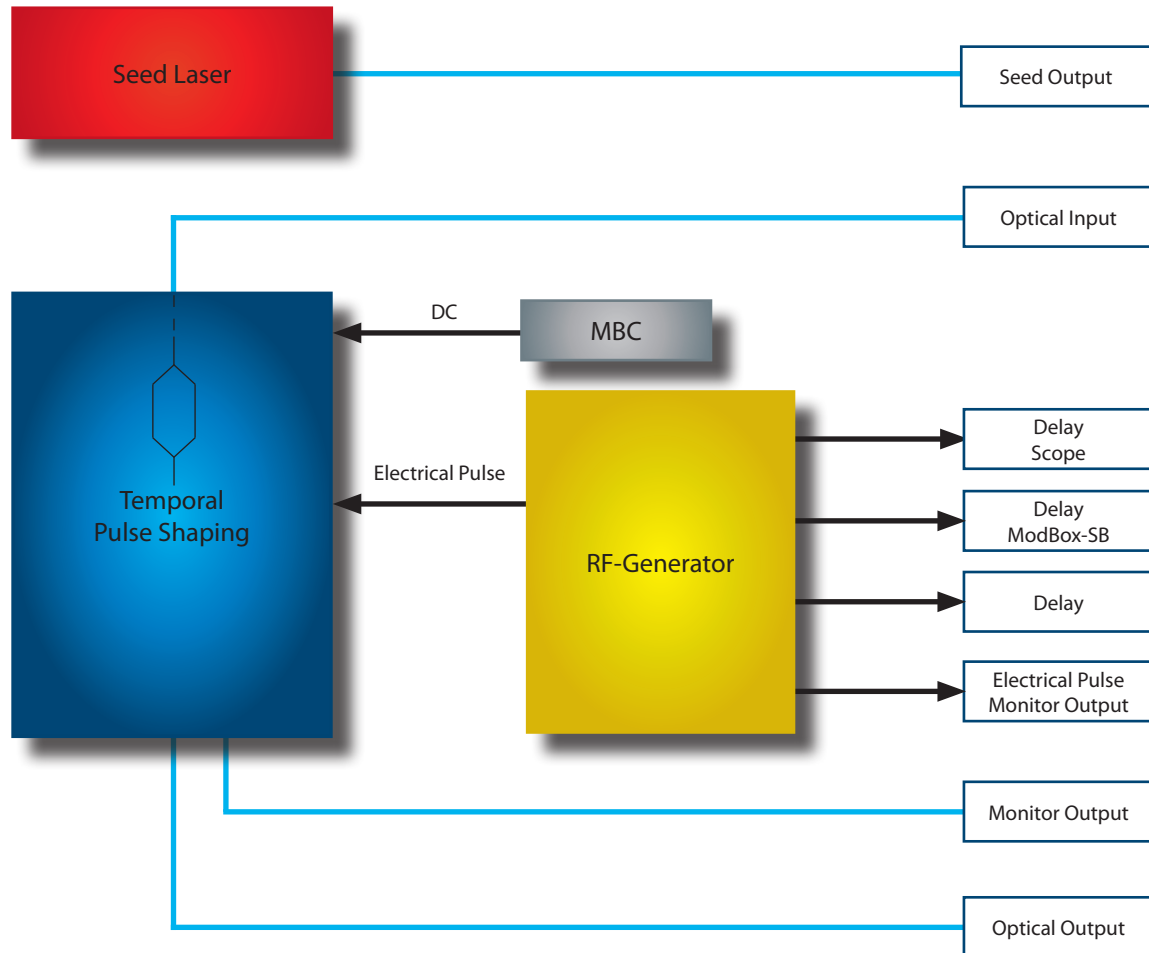 Seed Laser
Seed Output
Optical Input
DC
MBC
Delay
Scope
Electrical Pulse
Temporal
Pulse Shaping
Delay
ModBox-SB
RF-Generator
Delay
Electrical Pulse
Monitor Output
Monitor Output
Optical Output